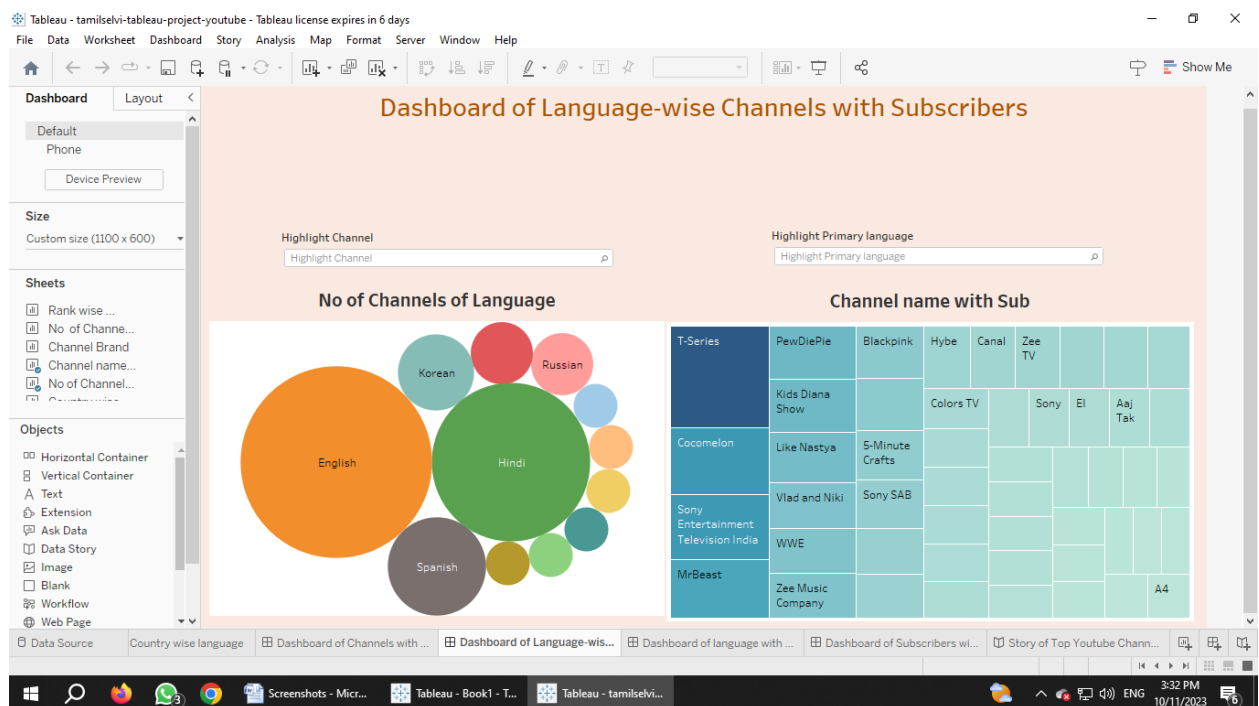 Tableau - tamilselvi-tableau-project-youtube - Tableau license expires in 6 days
File Data Worksheet Dashboard Story Analysis Map Format Server Window Help
Show Me
Dashboard Layout
Default
Phone
Device Preview
Size
Custom size (1100 x 600)
Sheets
Rank wise ...
No of Channe...
Channel Brand
Channel name...
No of Channel...
Objects
Horizontal Container
Vertical Container
Text
Extension
Ask Data
Data Story
Image
Blank
Workflow
Web Page
Dashboard of Language-wise Channels with Subscribers
Highlight Channel
Highlight Channel
Highlight Primary language
Highlight Primary language
No of Channels of Language
Korean
Russian
English
Hindi
Spanish
Channel name with Sub
T-Series
PewDiePie
Blackpink
Hybe
Canal
Zee
TV
Kids Diana
Show
Colors TV
Sony
El
Aaj
Tak
Cocomelon
Like Nastya
5-Minute
Crafts
Vlad and Niki
Sony SAB
Sony
Entertainment
Television India
WWE
MrBeast
Zee Music
Company
A4
Data Source
Country wise language
Dashboard of Channels with ...
Dashboard of Language-wis...
Dashboard of language with ...
Dashboard of Subscribers wi...
Story of Top Youtube Chann...
3
Screenshots - Micr...
Tableau - Book1 - T...
Tableau - tamilselvi...
ENG
3:32 PM
10/11/2023
6